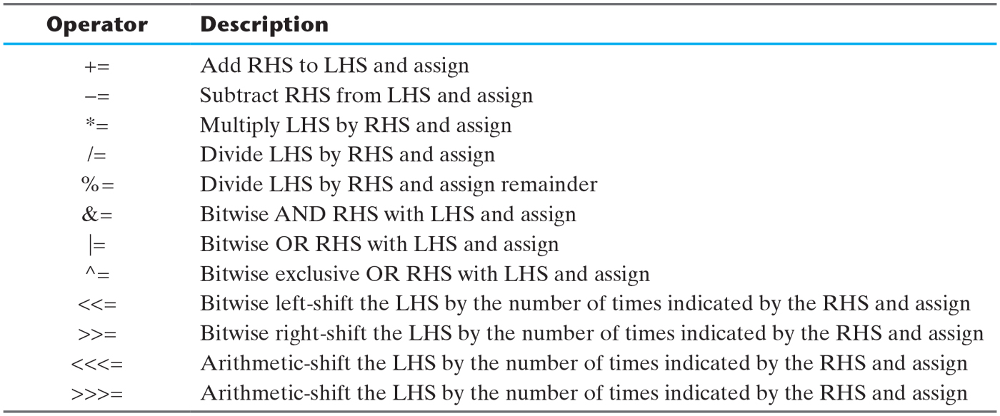 Operator Description
+= Add RHS to LHS and assign
–= Subtract RHS from LHS and assign
*= Multiply LHS by RHS and assign
/= Divide LHS by RHS and assign
%= Divide LHS by RHS and assign remainder
&= Bitwise AND RHS with LHS and assign
|= Bitwise OR RHS with LHS and assign
^= Bitwise exclusive OR RHS with LHS and assign
<<= Bitwise left-shift the LHS by the number of times indicated by the RHS and assign
>>= Bitwise right-shift the LHS by the number of times indicated by the RHS and assign
<<<= Arithmetic-shift the LHS by the number of times indicated by the RHS and assign
>>>= Arithmetic-shift the LHS by the number of times indicated by the RHS and assign